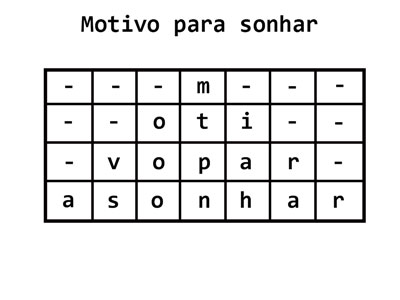 Motivo para sonhar
- - - m - - -
- - o t i - -
- v o p a r -
a s o n h a r